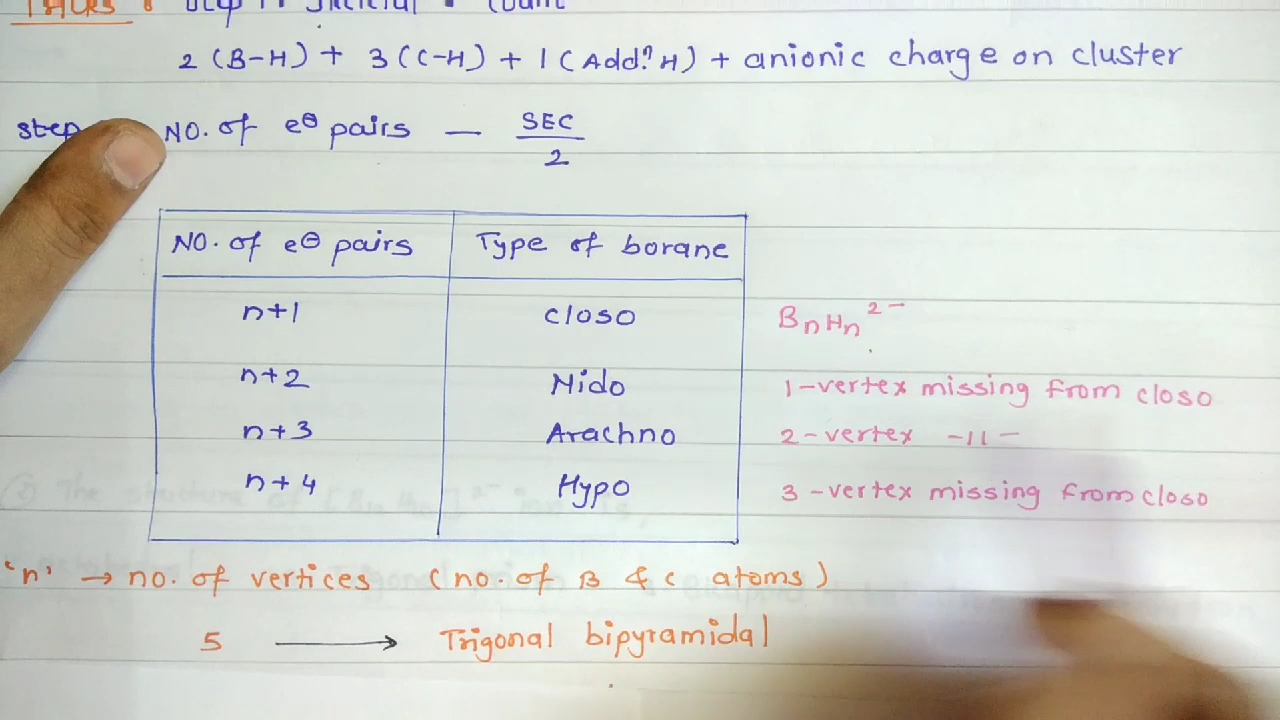 2 (B-H) + 3 (C-H) + 1 (Add? H) + anionic charge on cluster
step NO. of e⊖ pairs — SEC/2
NO. of e⊖ pairs Type of borane
n+1 closo BnHn2-
n+2 Nido 1-vertex missing from closo
n+3 Arachno 2-vertex -11-
n+4 Hypo 3-vertex missing from closo
'n' → no. of vertices (no. of B & C atoms)
5 → Trigonal bipyramidal